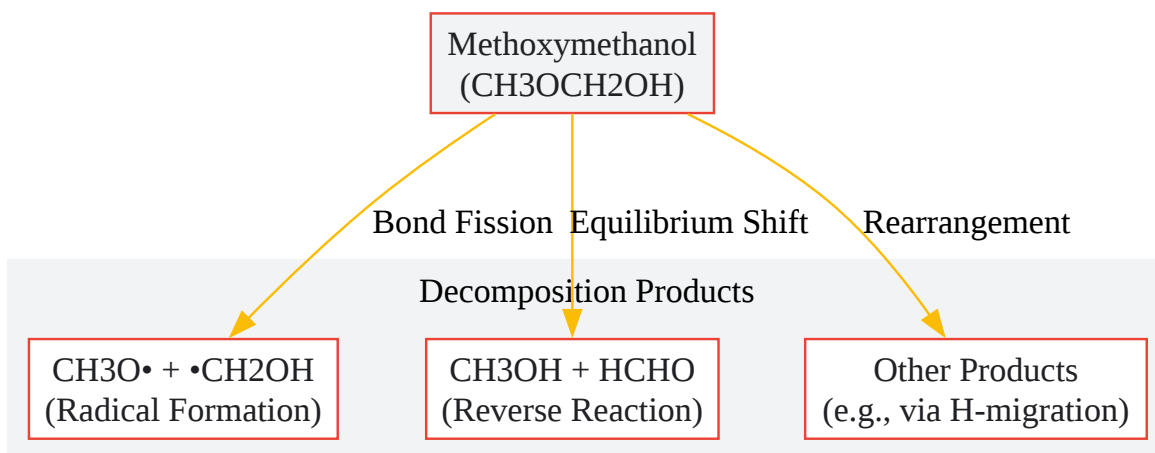 Methoxymethanol
(CH3OCH2OH)
Bond Fission
Equilibrium Shift
Rearrangement
Decomposition Products
CH3O• + •CH2OH
(Radical Formation)
CH3OH + HCHO
(Reverse Reaction)
Other Products
(e.g., via H-migration)